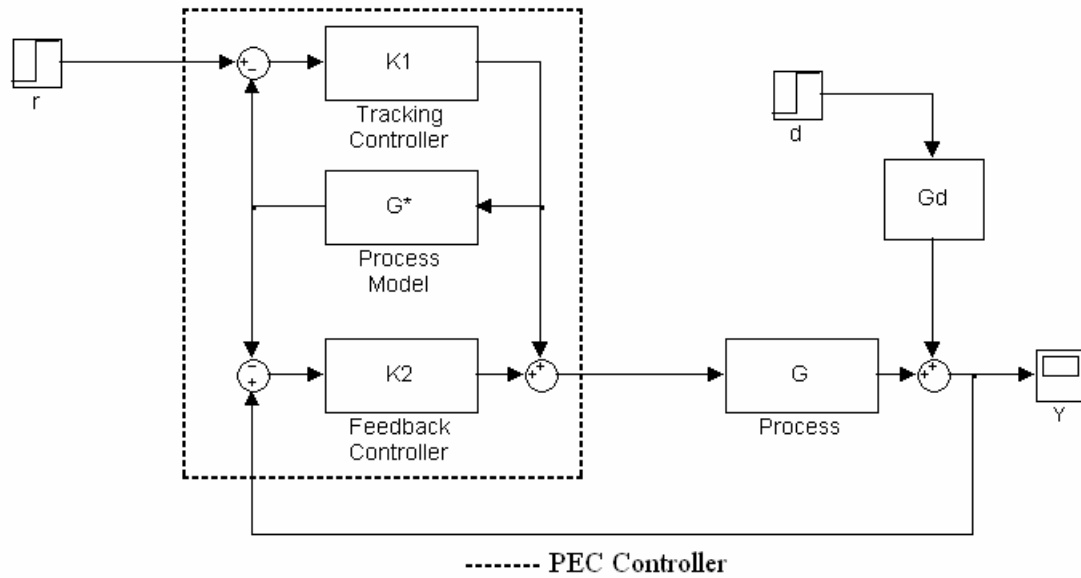 r
K1
Tracking
Controller
d
G*
Process
Model
Gd
K2
Feedback
Controller
G
Process
Y
PEC Controller